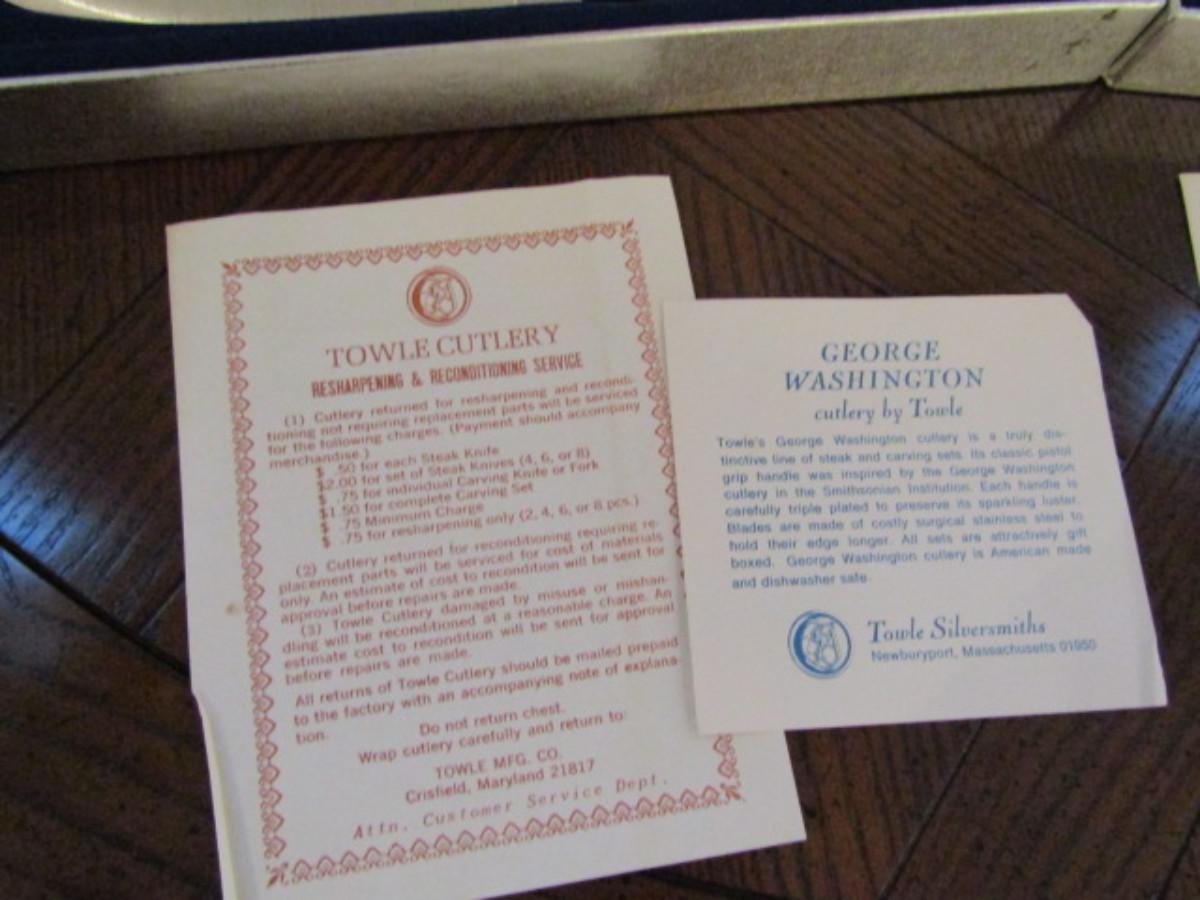 TOWLE CUTLERY
RESHARPENING & RECONDITIONING SERVICE
(1) Cutlery returned for resharpening and recondi-
tioning not requiring replacement parts will be serviced
for the following charges. (Payment should accompany
merchandise.)
$ .50 for each Steak Knife
$2.00 for set of Steak Knives (4, 6, or 8)
$ .75 for individual Carving Knife or Fork
$1.50 for complete Carving Set
$ .75 Minimum Charge
$ .75 for resharpening only (2, 4, 6, or 8 pcs.)
(2) Cutlery returned for reconditioning requiring re-
placement parts will be serviced for cost of materials
only. An estimate of cost to recondition will be sent for
approval before repairs are made.
(3) Towle Cutlery damaged by misuse or mishan-
dling will be reconditioned at a reasonable charge. An
estimate cost to recondition will be sent for approval
before repairs are made.
All returns of Towle Cutlery should be mailed prepaid
to the factory with an accompanying note of explana-
tion.
Do not return chest.
Wrap cutlery carefully and return to:
TOWLE MFG. CO.
Crisfield, Maryland 21817
Attn. Customer Service Dept.
GEORGE
WASHINGTON
cutlery by Towle
Towle's George Washington cutlery is a truly dis-
tinctive line of steak and carving sets. Its classic pistol
grip handle was inspired by the George Washington
cutlery in the Smithsonian Institution. Each handle is
carefully triple plated to preserve its sparkling luster.
Blades are made of costly surgical stainless steel to
hold their edge longer. All sets are attractively gift
boxed. George Washington cutlery is American made
and dishwasher safe.
Towle Silversmiths
Newburyport, Massachusetts 01950